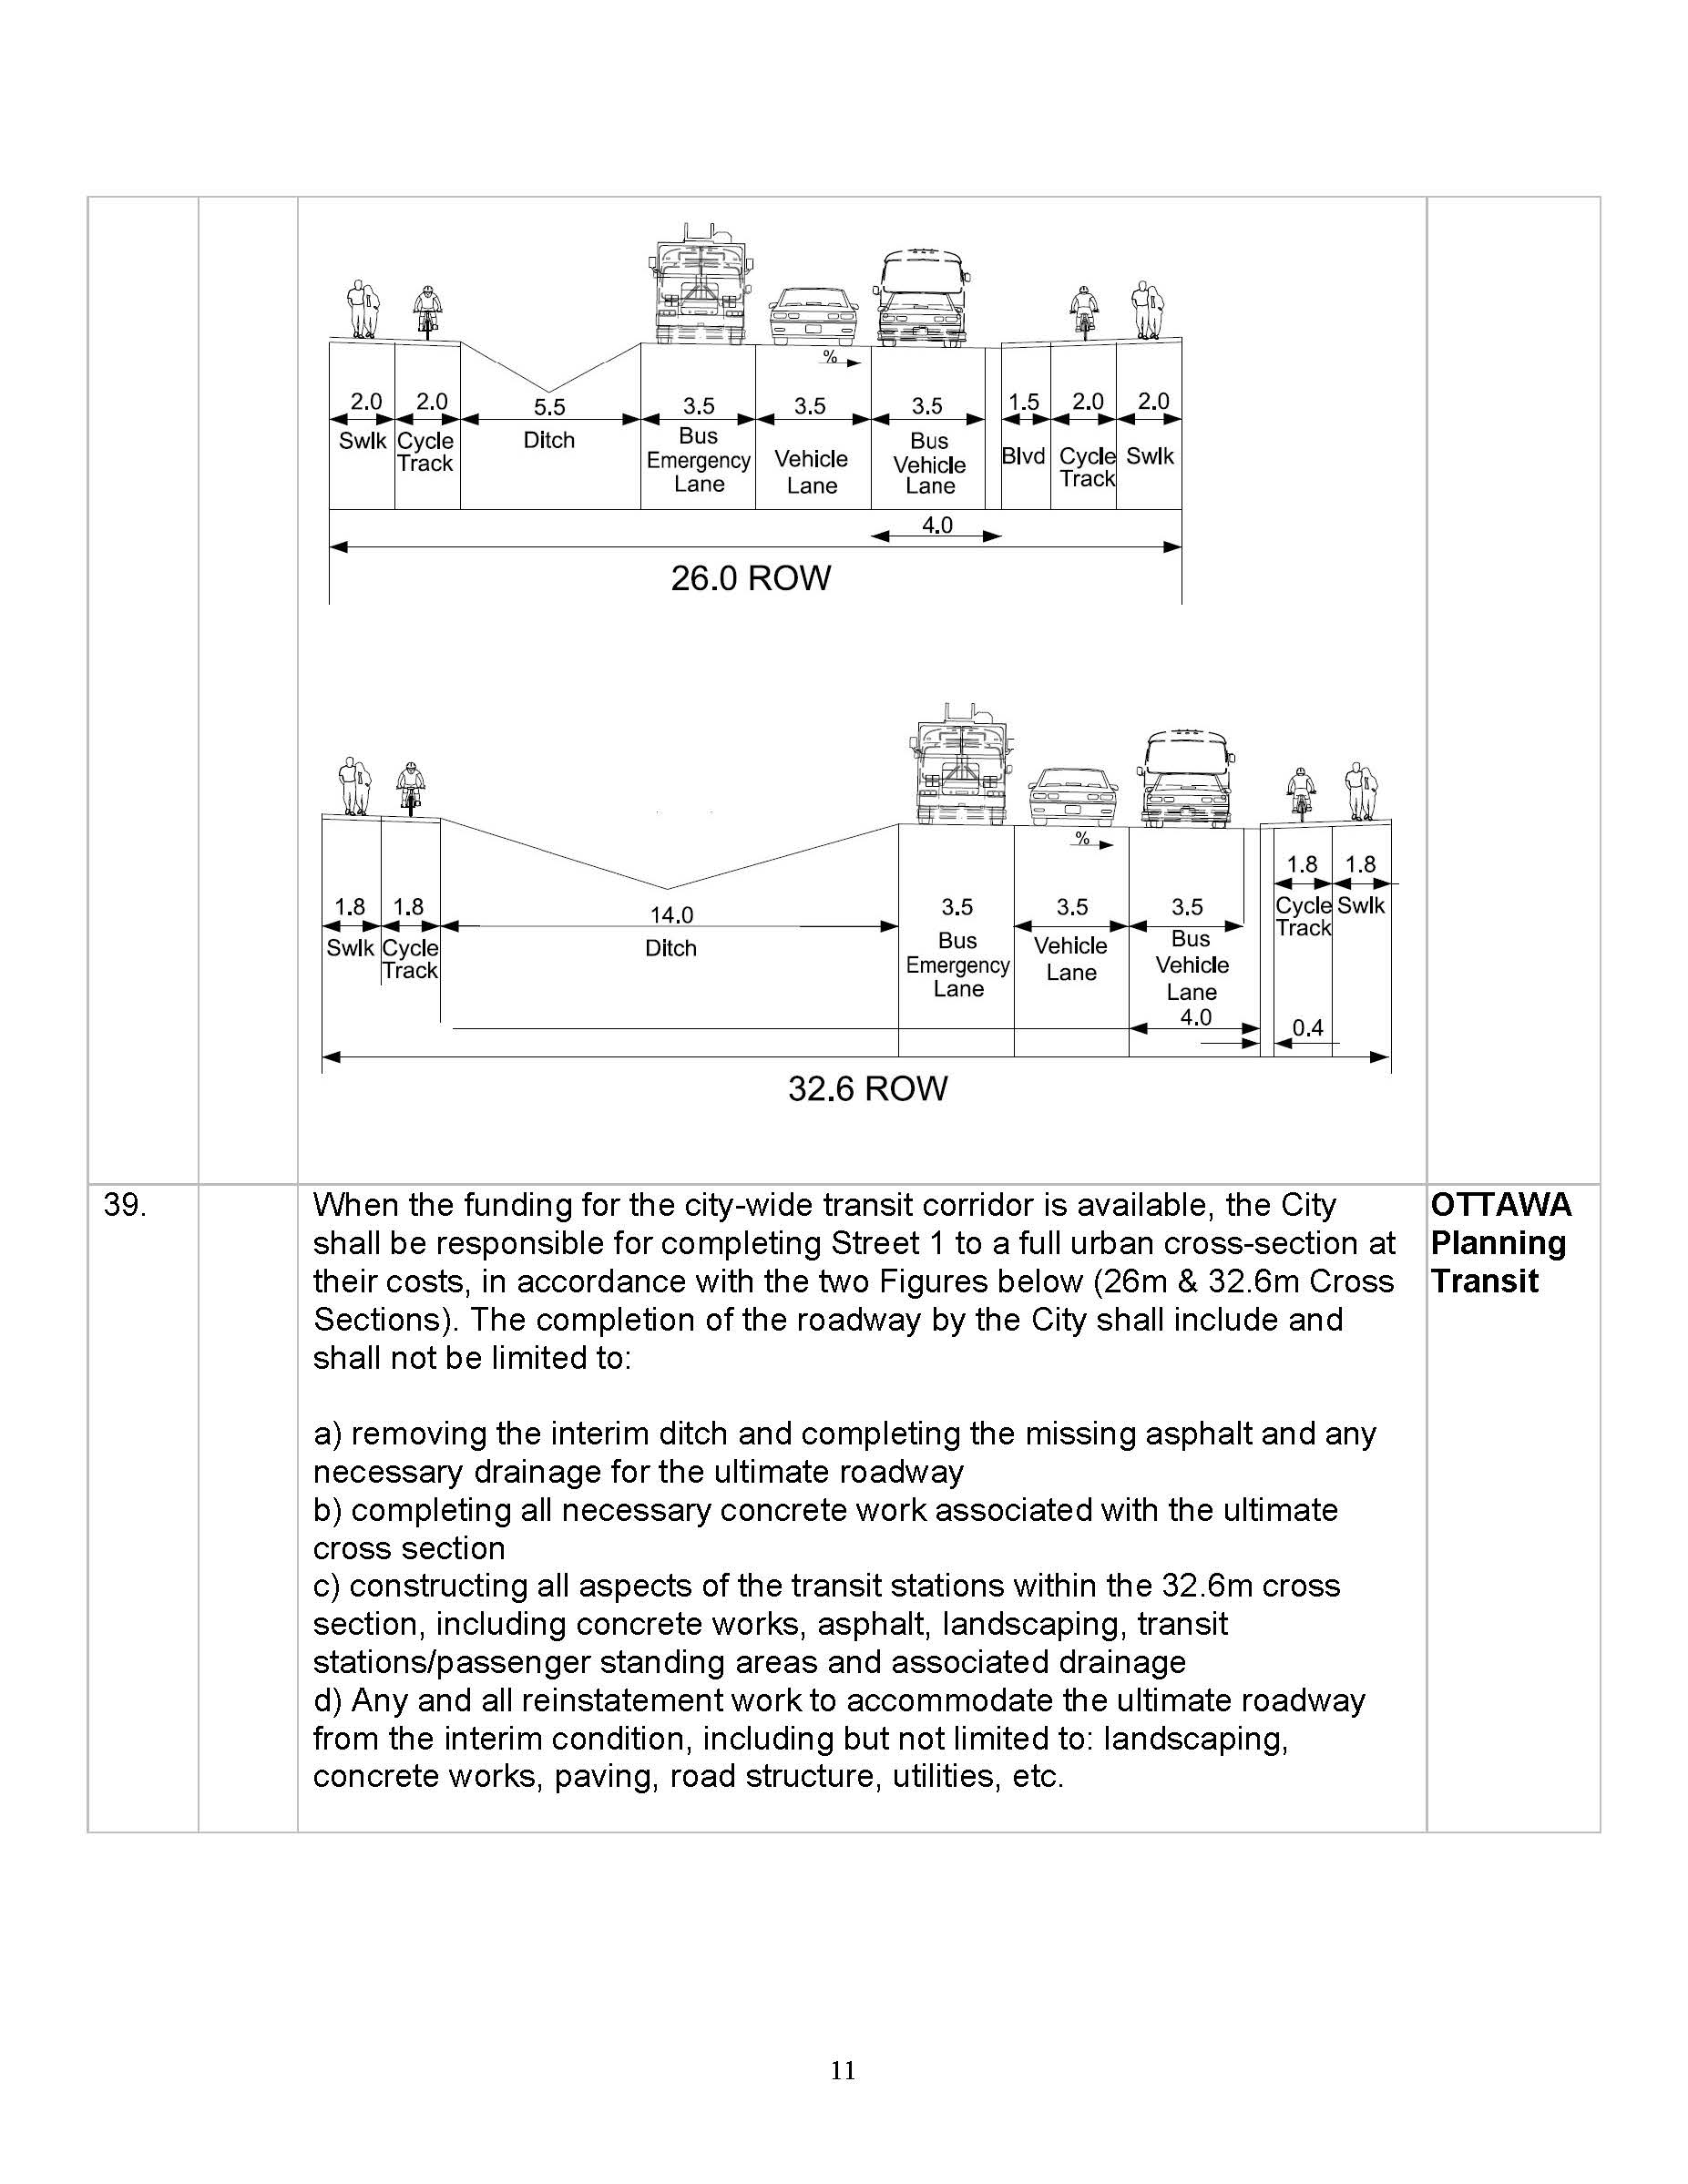 2.0 2.0 5.5 3.5 3.5 3.5 1.5 2.0 2.0
%
Swlk Cycle Track Ditch Bus Emergency Lane Vehicle Lane Bus Vehicle Lane Blvd Cycle Track Swlk
4.0
26.0 ROW
%
1.8 1.8 14.0 3.5 3.5 3.5 1.8 1.8
Swlk Cycle Track Ditch Bus Emergency Lane Vehicle Lane Bus Vehicle Lane Cycle Track Swlk
4.0 0.4
32.6 ROW
39.
When the funding for the city-wide transit corridor is available, the City
shall be responsible for completing Street 1 to a full urban cross-section at
their costs, in accordance with the two Figures below (26m & 32.6m Cross
Sections). The completion of the roadway by the City shall include and
shall not be limited to:
a) removing the interim ditch and completing the missing asphalt and any
necessary drainage for the ultimate roadway
b) completing all necessary concrete work associated with the ultimate
cross section
c) constructing all aspects of the transit stations within the 32.6m cross
section, including concrete works, asphalt, landscaping, transit
stations/passenger standing areas and associated drainage
d) Any and all reinstatement work to accommodate the ultimate roadway
from the interim condition, including but not limited to: landscaping,
concrete works, paving, road structure, utilities, etc.
OTTAWA
Planning
Transit
11